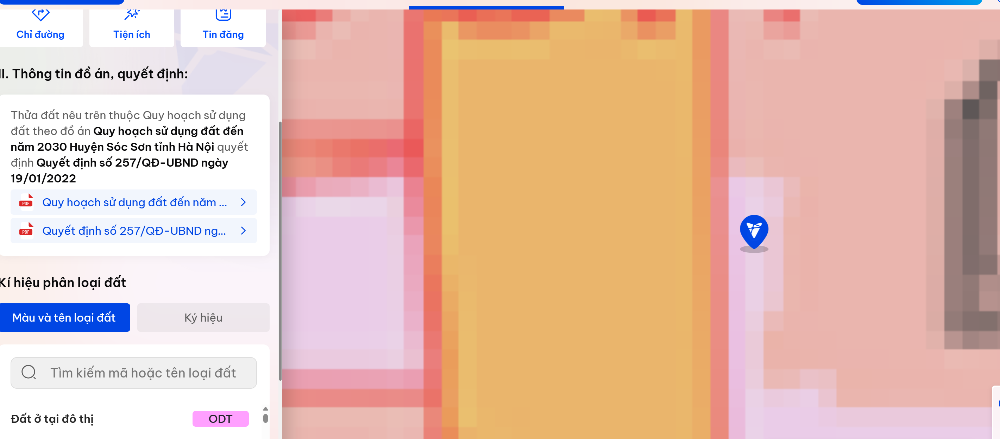 Chỉ đường
Tiện ích
Tin đăng
II. Thông tin đồ án, quyết định:
Thửa đất nêu trên thuộc Quy hoạch sử dụng
đất theo đồ án Quy hoạch sử dụng đất đến
năm 2030 Huyện Sóc Sơn tỉnh Hà Nội quyết
định Quyết định số 257/QĐ-UBND ngày
19/01/2022
PDF Quy hoạch sử dụng đất đến năm ...
PDF Quyết định số 257/QĐ-UBND ng...
Kí hiệu phân loại đất
Màu và tên loại đất
Ký hiệu
Tìm kiếm mã hoặc tên loại đất
Đất ở tại đô thị
ODT